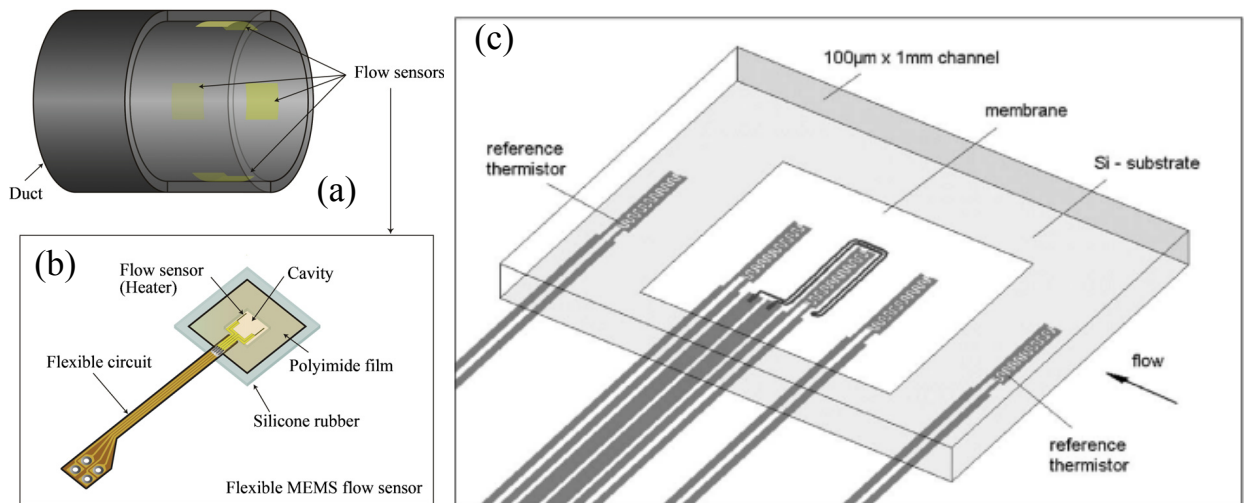 Flow sensors
Duct
(a)
(b)
Flow sensor
(Heater)
Cavity
Flexible circuit
Polyimide film
Silicone rubber
Flexible MEMS flow sensor
(c)
100µm x 1mm channel
membrane
reference
thermistor
Si - substrate
flow
reference
thermistor